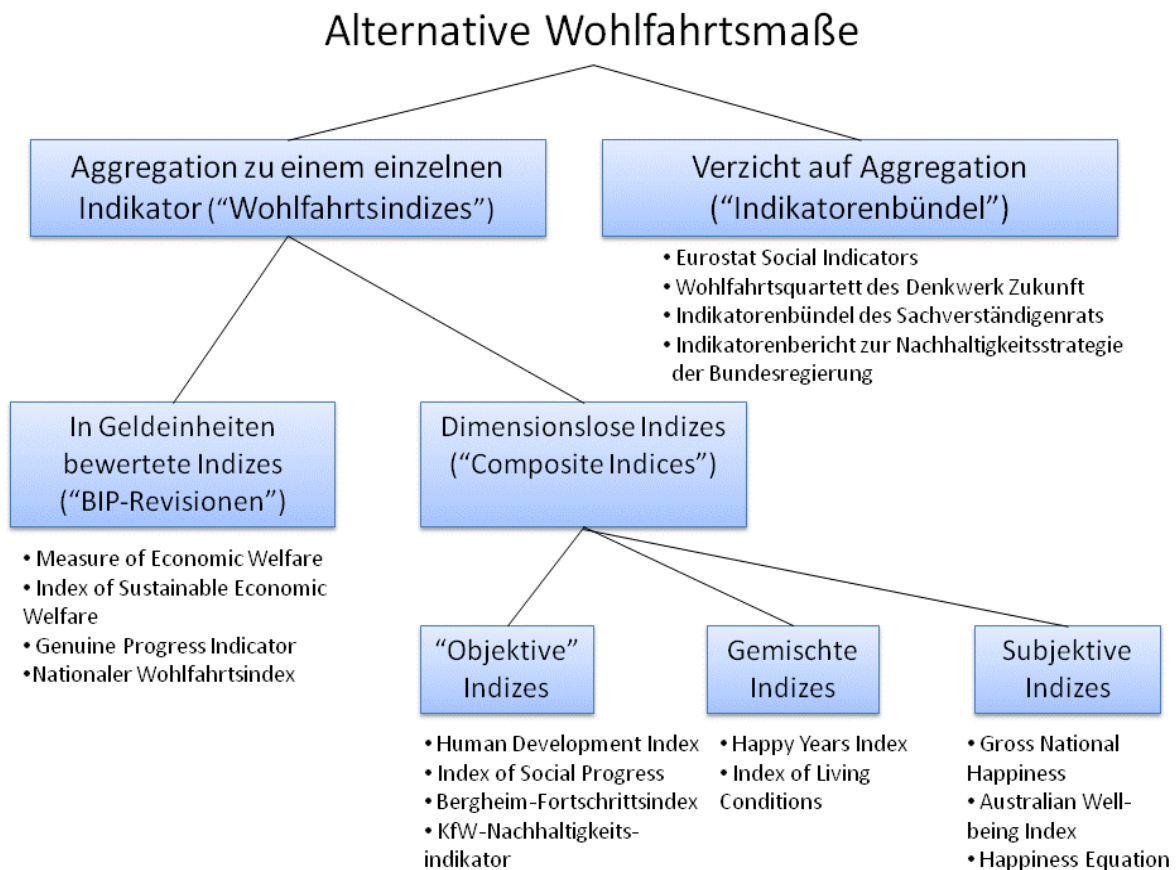 Alternative Wohlfahrtsmaße
Aggregation zu einem einzelnen
Indikator (“Wohlfahrtsindizes”)
Verzicht auf Aggregation
(“Indikatorenbündel”)
• Eurostat Social Indicators
• Wohlfahrtsquartett des Denkwerk Zukunft
• Indikatorenbündel des Sachverständigenrats
• Indikatorenbericht zur Nachhaltigkeitsstrategie
der Bundesregierung
In Geldeinheiten
bewertete Indizes
(“BIP-Revisionen”)
• Measure of Economic Welfare
• Index of Sustainable Economic
Welfare
• Genuine Progress Indicator
•Nationaler Wohlfahrtsindex
Dimensionslose Indizes
(“Composite Indices”)
“Objektive”
Indizes
• Human Development Index
• Index of Social Progress
• Bergheim-Fortschrittsindex
• KfW-Nachhaltigkeits-
indikator
Gemischte
Indizes
• Happy Years Index
• Index of Living
Conditions
Subjektive
Indizes
• Gross National
Happiness
• Australian Well-
being Index
• Happiness Equation